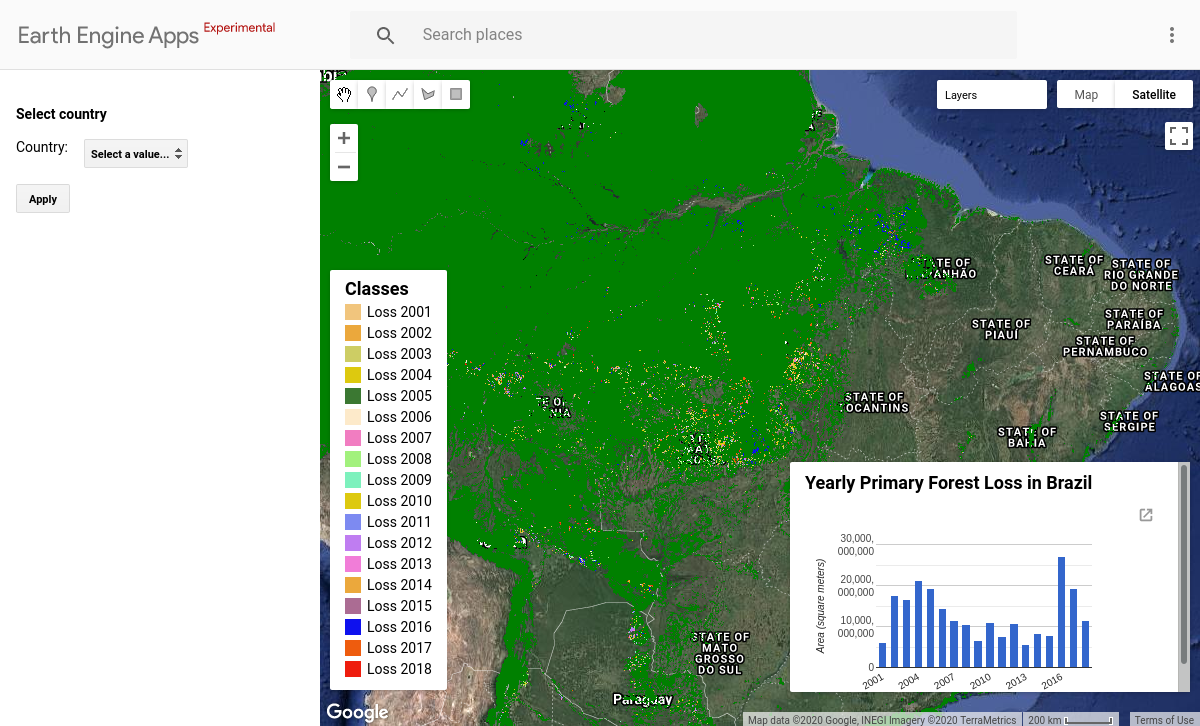 Earth Engine Apps Experimental
Search places
Select country
Country:
Select a value...
Apply
Layers
Map
Satellite
STATE OF
CEARÁ
STATE OF
RIO GRANDE
DO NORTE
STATE OF
PIAUÍ
STATE OF
PARAÍBA
STATE OF
PERNAMBUCO
STATE OF
ALAGOAS
STATE OF
TOCANTINS
STATE OF
SERGIPE
STATE OF
BAHIA
STATE OF
MATO
GROSSO
DO SUL
Paraguay
Classes
Loss 2001
Loss 2002
Loss 2003
Loss 2004
Loss 2005
Loss 2006
Loss 2007
Loss 2008
Loss 2009
Loss 2010
Loss 2011
Loss 2012
Loss 2013
Loss 2014
Loss 2015
Loss 2016
Loss 2017
Loss 2018
Yearly Primary Forest Loss in Brazil
Area (square meters)
30,000,
000,000
20,000,
000,000
10,000,
000,000
0
2001
2004
2007
2010
2013
2016
Google
Map data ©2020 Google, INEGI Imagery ©2020 TerraMetrics
200 km
Terms of Use